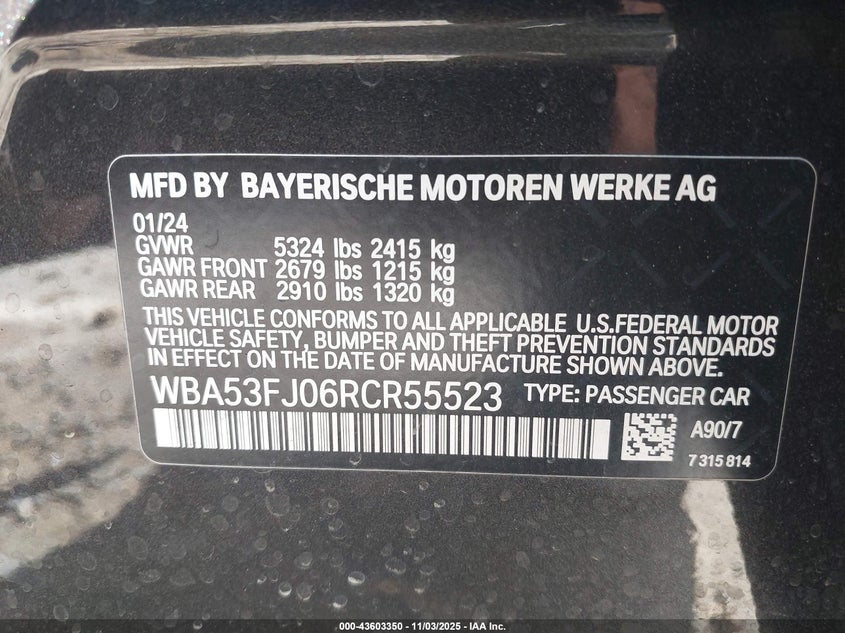 MFD BY BAYERISCHE MOTOREN WERKE AG
01/24
GVWR 5324 lbs 2415 kg
GAWR FRONT 2679 lbs 1215 kg
GAWR REAR 2910 lbs 1320 kg
THIS VEHICLE CONFORMS TO ALL APPLICABLE U.S.FEDERAL MOTOR
VEHICLE SAFETY, BUMPER AND THEFT PREVENTION STANDARDS
IN EFFECT ON THE DATE OF MANUFACTURE SHOWN ABOVE.
WBA53FJ06RCR55523 TYPE: PASSENGER CAR
A90/7
7315814
000-43603350 - 11/03/2025 - IAA Inc.